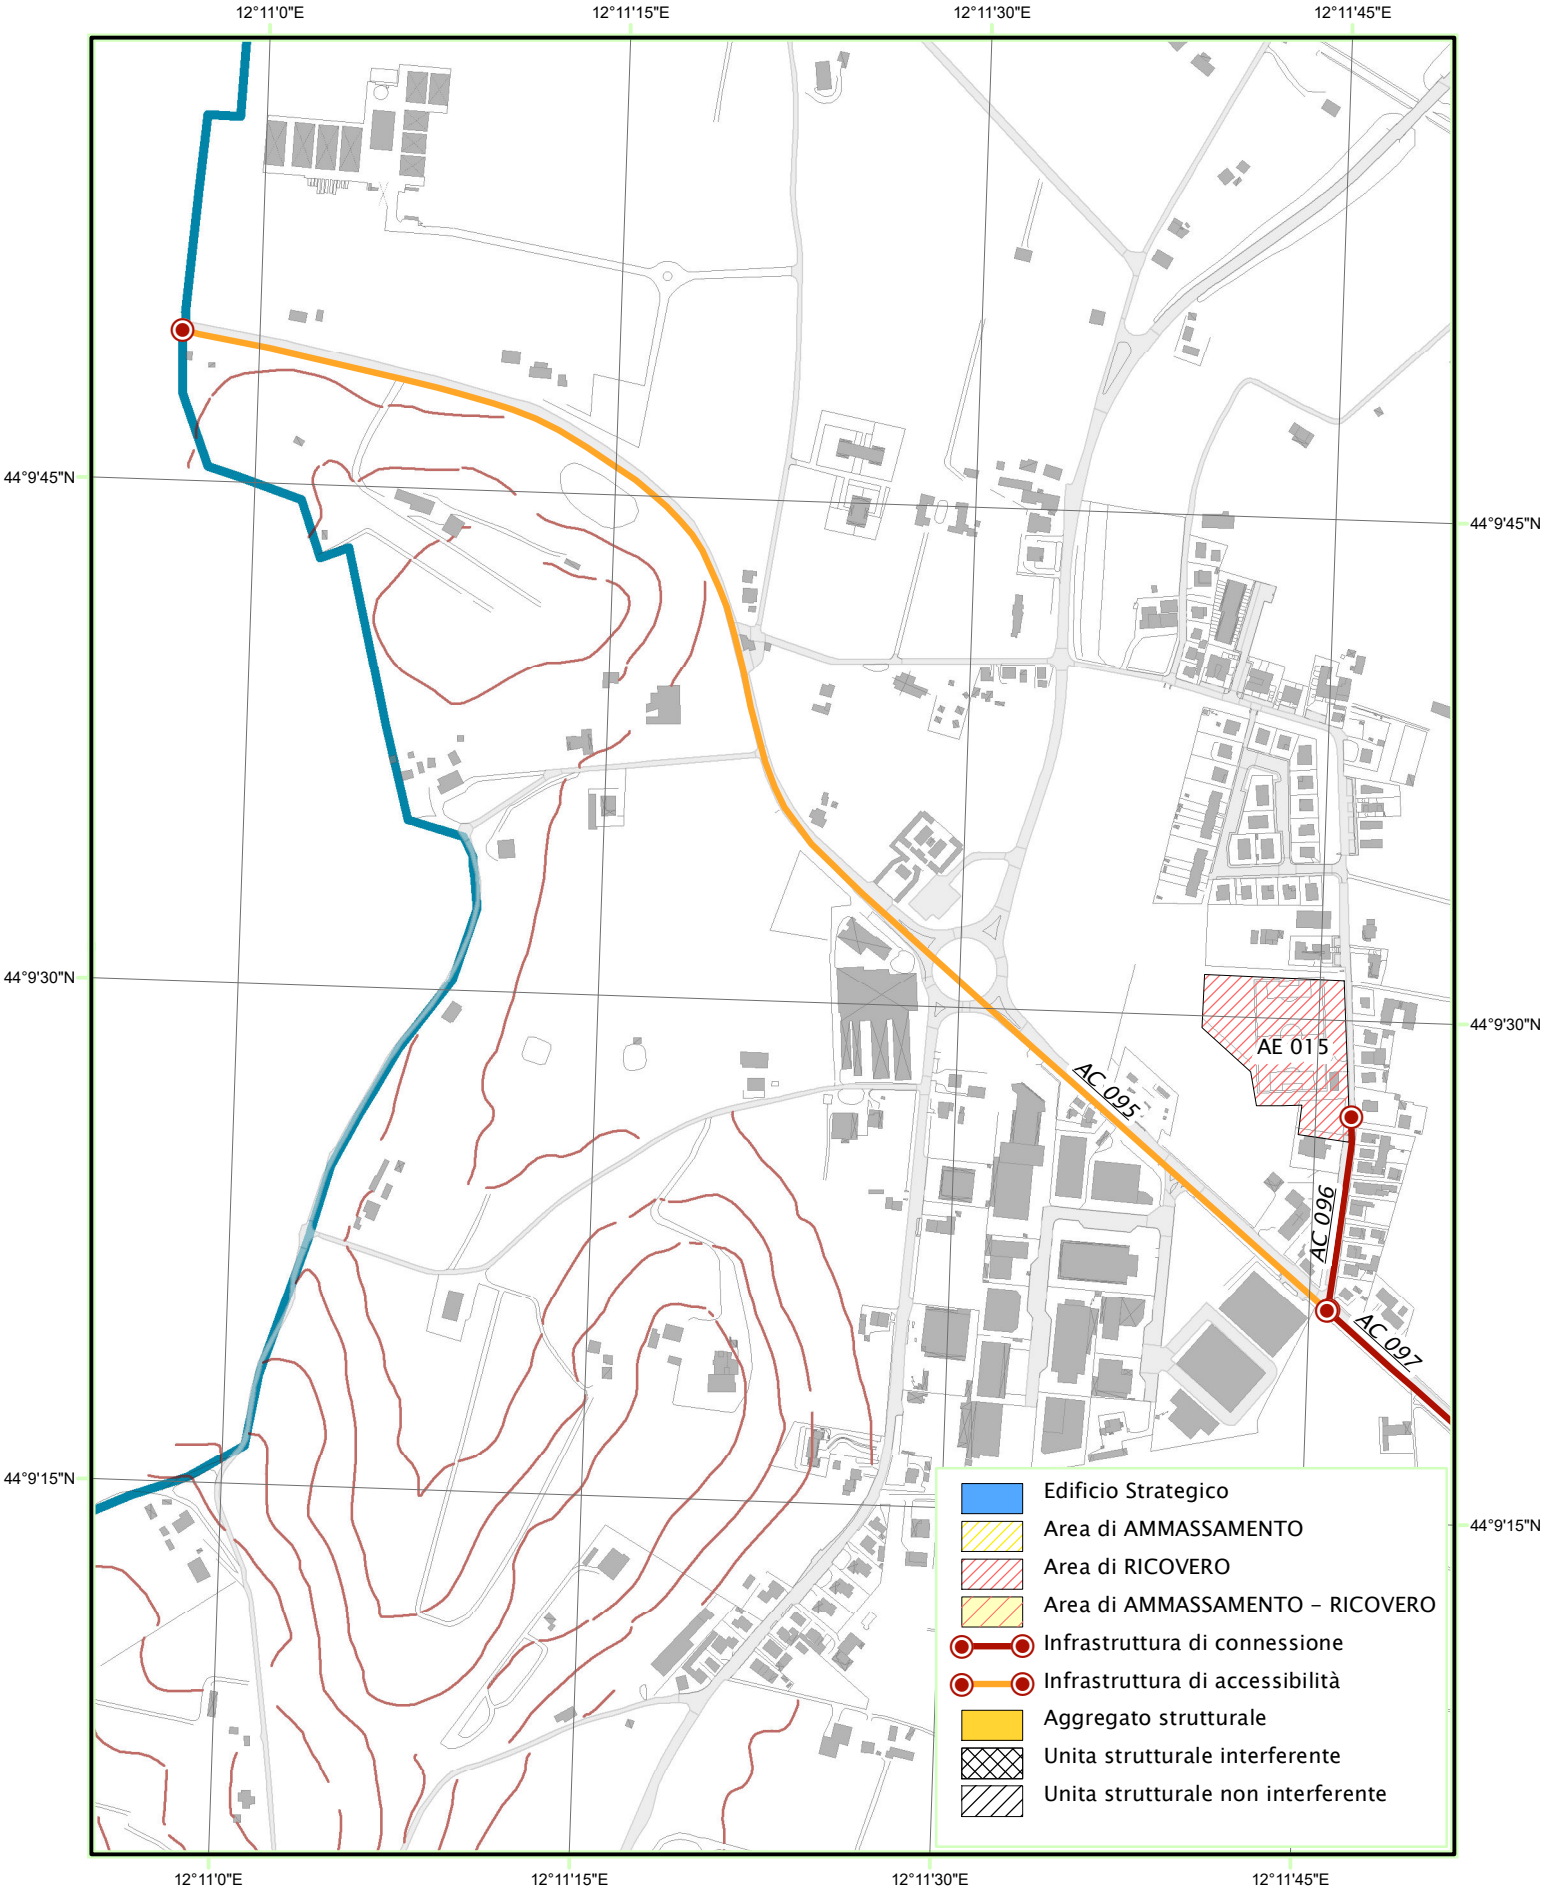 12°11'0"E
12°11'15"E
12°11'30"E
12°11'45"E
44°9'45"N
44°9'45"N
44°9'30"N
44°9'30"N
AE 015
AC 095
AC 096
AC 097
44°9'15"N
44°9'15"N
Edificio Strategico
Area di AMMASSAMENTO
Area di RICOVERO
Area di AMMASSAMENTO - RICOVERO
Infrastruttura di connessione
Infrastruttura di accessibilità
Aggregato strutturale
Unita strutturale interferente
Unita strutturale non interferente
12°11'0"E
12°11'15"E
12°11'30"E
12°11'45"E